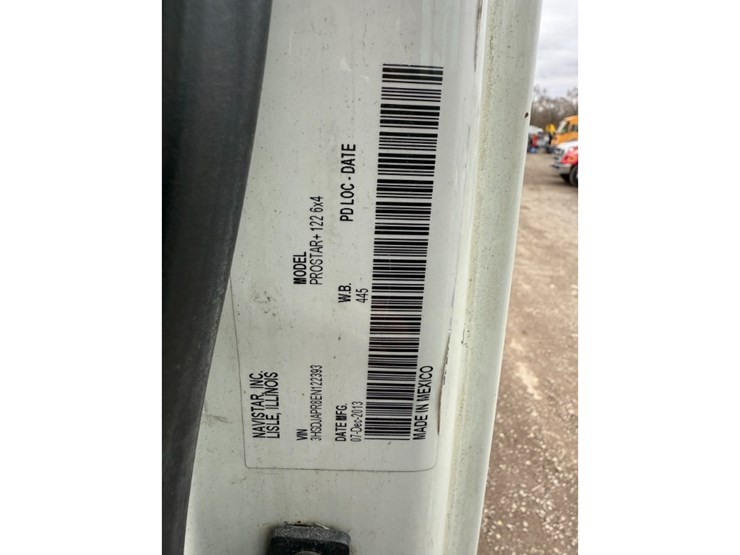 NAVISTAR, INC.
LISLE, ILLINOIS
VIN
3HSDJAPR8EN122393
MODEL
PROSTAR+ 122 6x4
DATE MFG.
07-Dec-2013
W.B.
445
PD LOC - DATE
MADE IN MEXICO